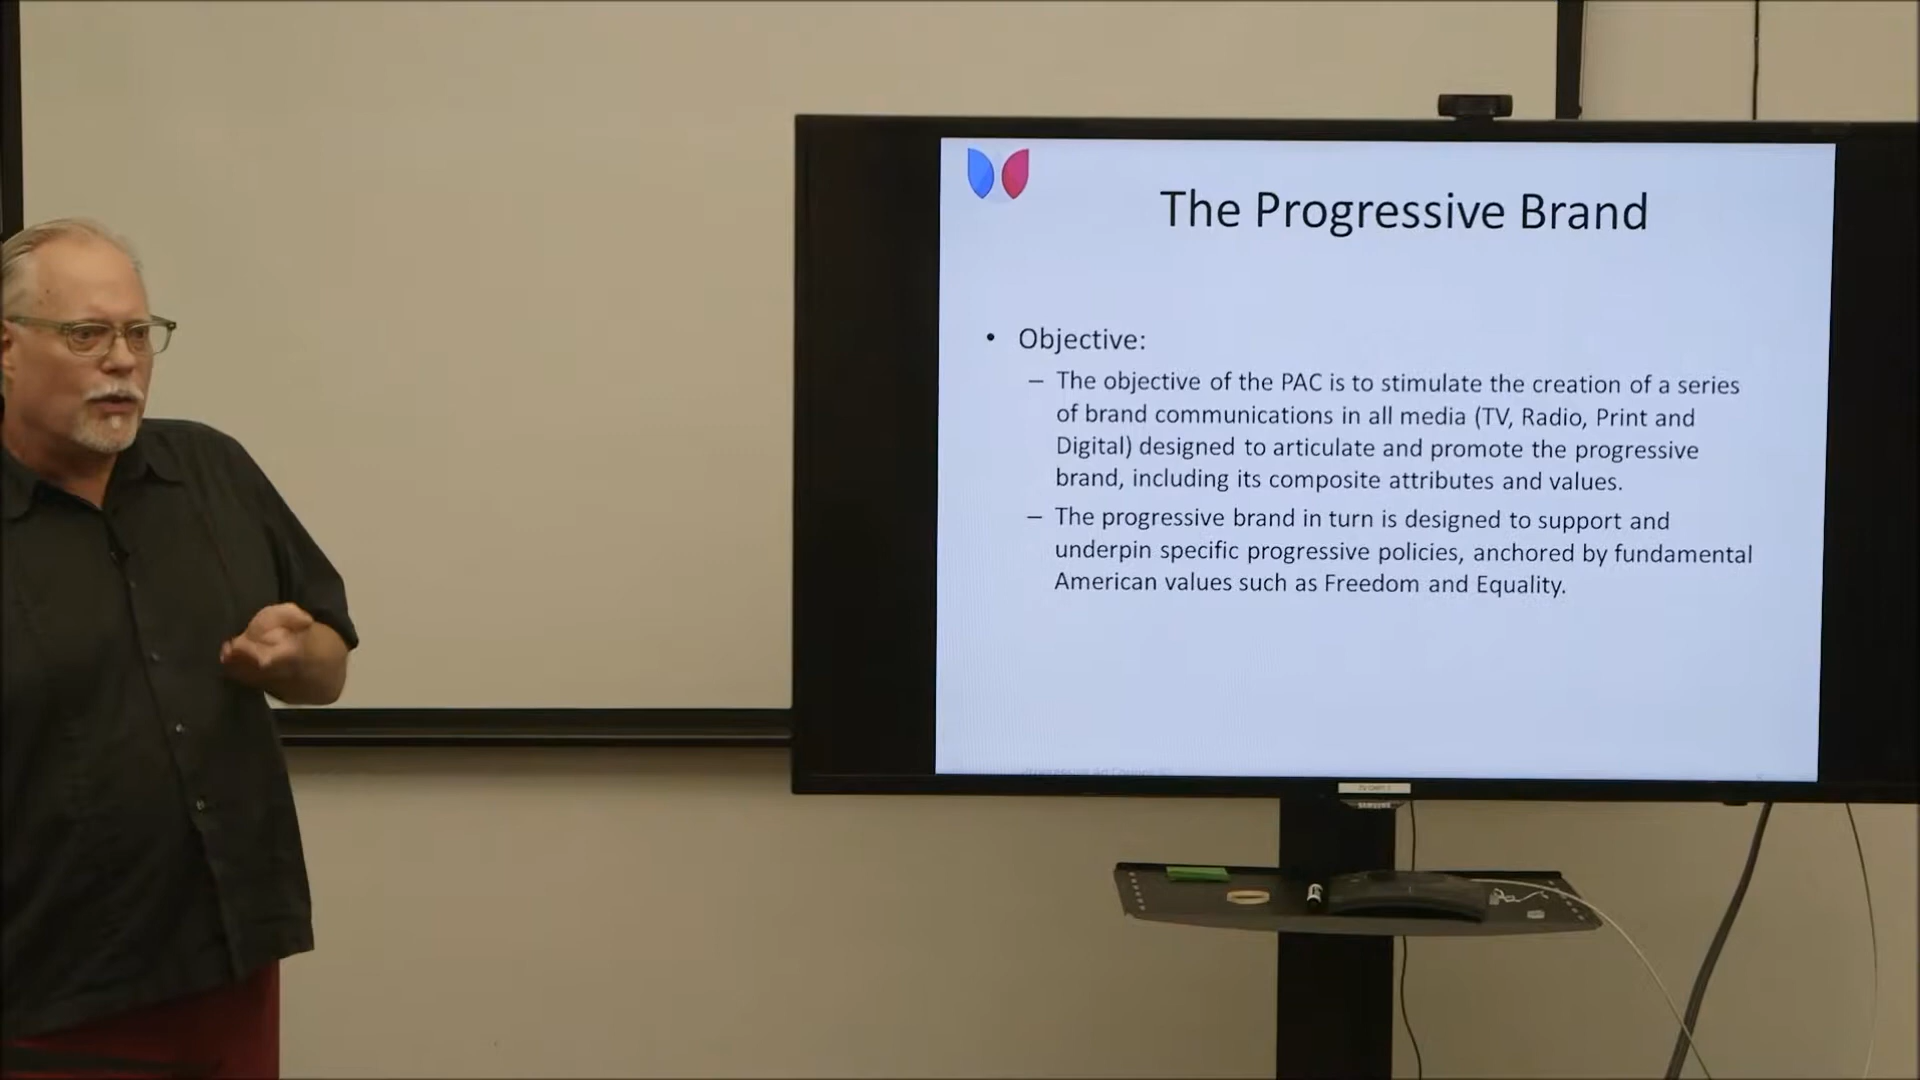 The Progressive Brand
• Objective:
– The objective of the PAC is to stimulate the creation of a series
of brand communications in all media (TV, Radio, Print and
Digital) designed to articulate and promote the progressive
brand, including its composite attributes and values.
– The progressive brand in turn is designed to support and
underpin specific progressive policies, anchored by fundamental
American values such as Freedom and Equality.
SAMSUNG